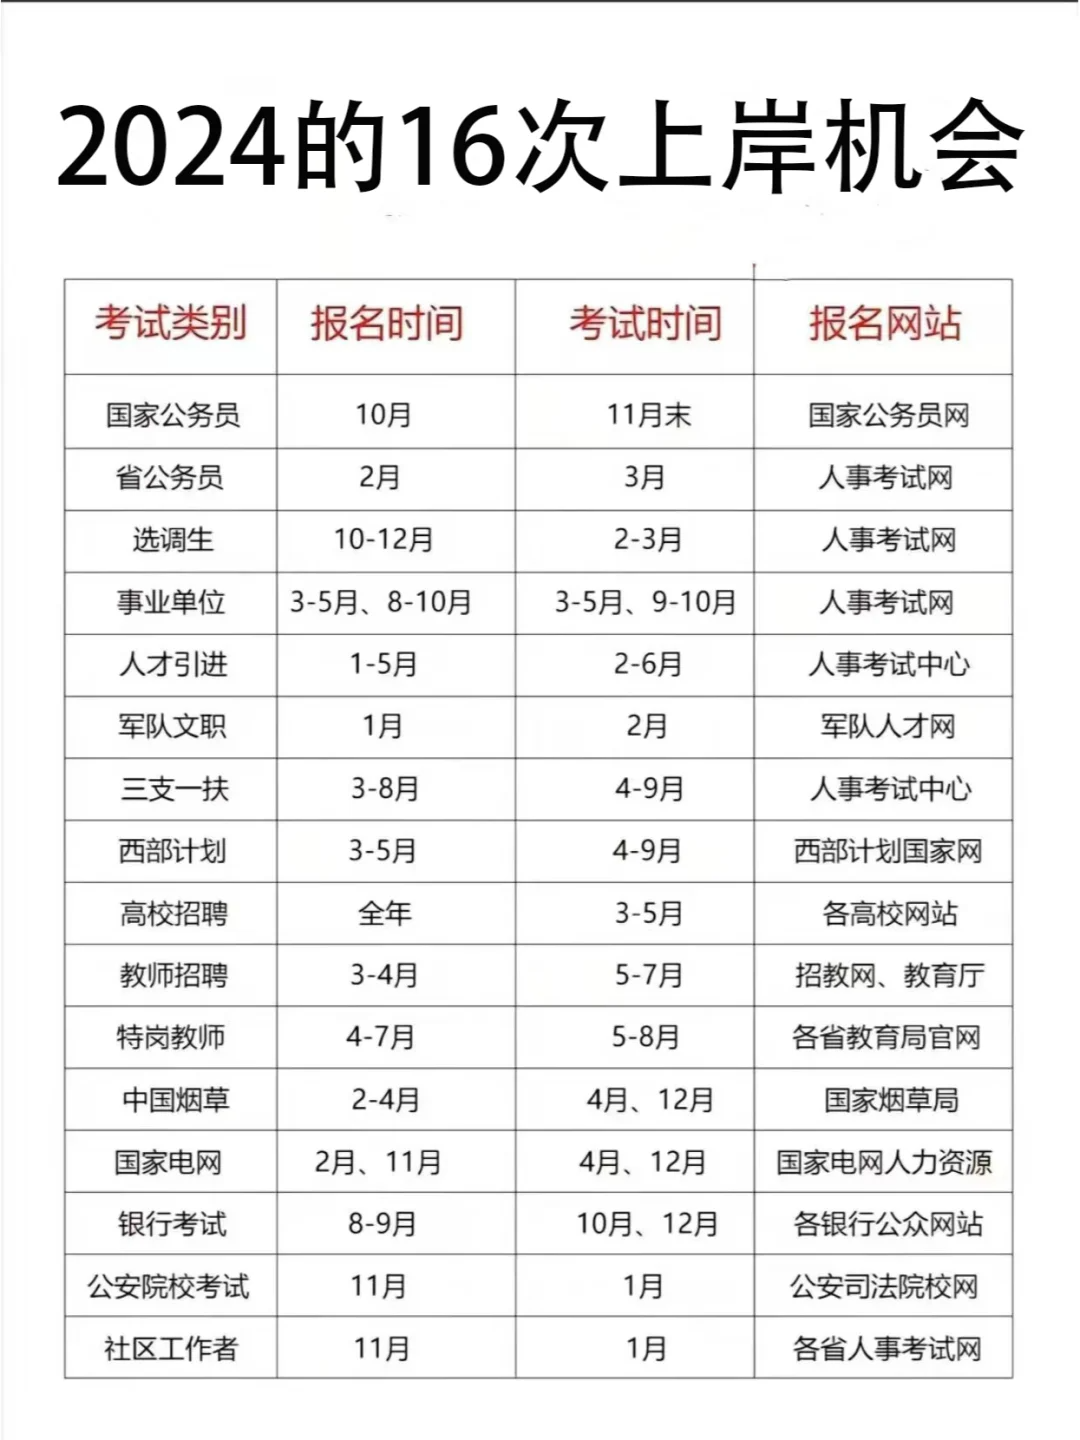 2024的16次上岸机会
考试类别 报名时间 考试时间 报名网站
国家公务员 10月 11月末 国家公务员网
省公务员 2月 3月 人事考试网
选调生 10-12月 2-3月 人事考试网
事业单位 3-5月、8-10月 3-5月、9-10月 人事考试网
人才引进 1-5月 2-6月 人事考试中心
军队文职 1月 2月 军队人才网
三支一扶 3-8月 4-9月 人事考试中心
西部计划 3-5月 4-9月 西部计划国家网
高校招聘 全年 3-5月 各高校网站
教师招聘 3-4月 5-7月 招教网、教育厅
特岗教师 4-7月 5-8月 各省教育局官网
中国烟草 2-4月 4月、12月 国家烟草局
国家电网 2月、11月 4月、12月 国家电网人力资源
银行考试 8-9月 10月、12月 各银行公众网站
公安院校考试 11月 1月 公安司法院校网
社区工作者 11月 1月 各省人事考试网